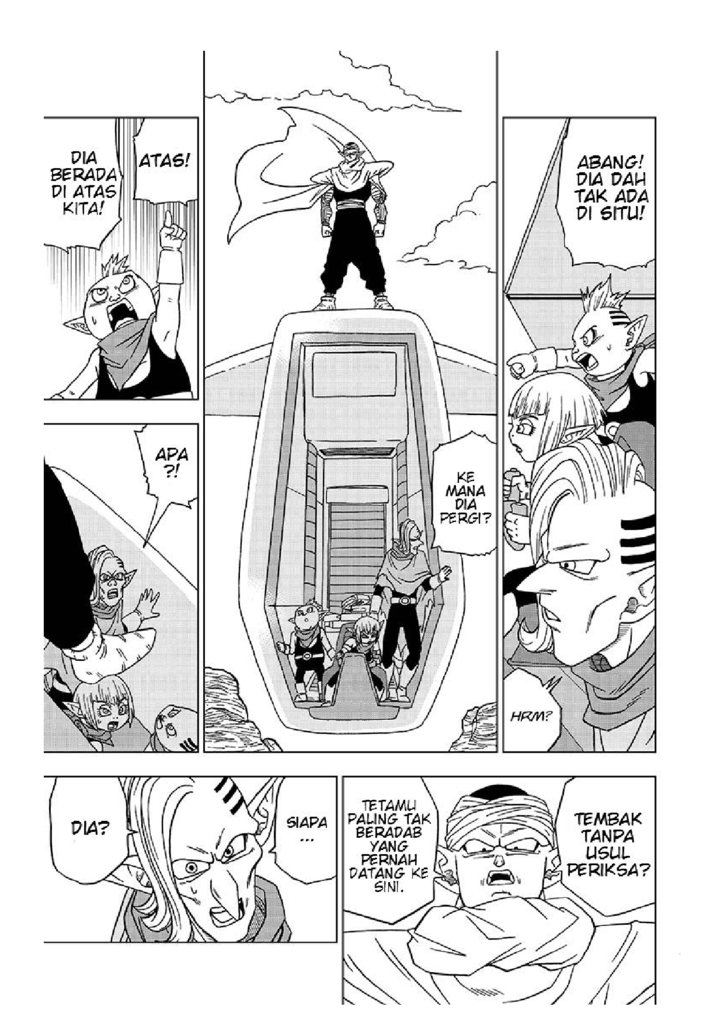 ABANG!
DIA DAH
TAK ADA
DI SITU!
HRM?
KE
MANA
DIA
PERGI?
ATAS!
DIA
BERADA
DI ATAS
KITA!
APA
?!
TEMBAK
TANPA
USUL
PERIKSA?
TETAMU
PALING TAK
BERADAB
YANG
PERNAH
DATANG KE
SINI.
SIAPA
...
DIA?